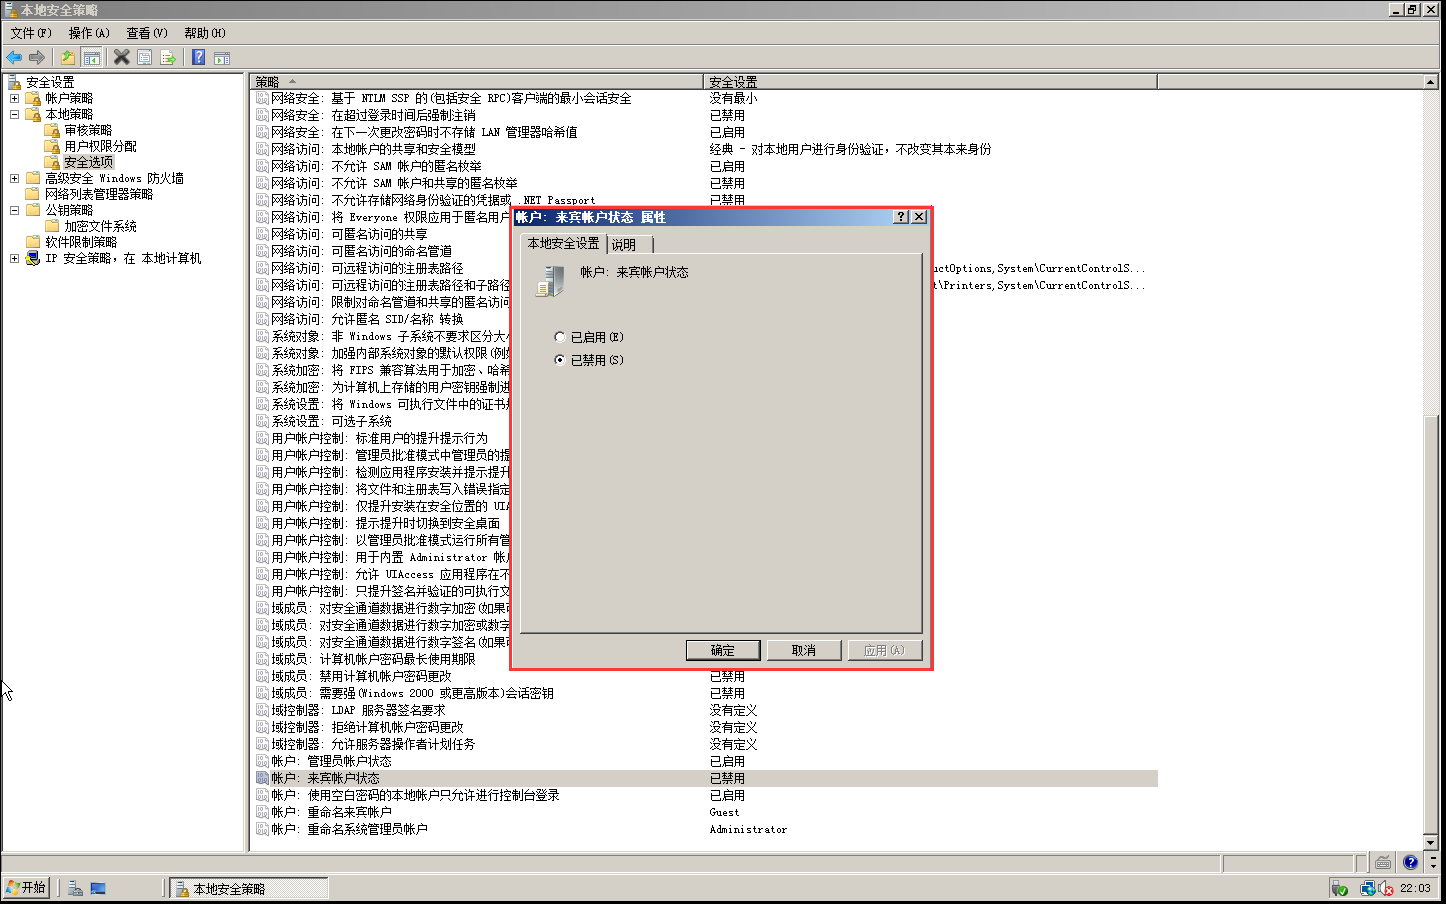 本地安全策略
文件(F) 操作(A) 查看(V) 帮助(H)
安全设置
帐户策略
本地策略
审核策略
用户权限分配
安全选项
高级安全 Windows 防火墙
网络列表管理器策略
公钥策略
加密文件系统
软件限制策略
IP 安全策略，在 本地计算机
策略 安全设置
网络安全: 基于 NTLM SSP 的(包括安全 RPC)客户端的最小会话安全 没有最小
网络安全: 在超过登录时间后强制注销 已禁用
网络安全: 在下一次更改密码时不存储 LAN 管理器哈希值 已启用
网络访问: 本地帐户的共享和安全模型 经典 - 对本地用户进行身份验证，不改变其本来身份
网络访问: 不允许 SAM 帐户的匿名枚举 已启用
网络访问: 不允许 SAM 帐户和共享的匿名枚举 已禁用
网络访问: 不允许存储网络身份验证的凭据或 .NET Passport 已禁用
网络访问: 将 Everyone 权限应用于匿名用户
网络访问: 可匿名访问的共享
网络访问: 可匿名访问的命名管道
网络访问: 可远程访问的注册表路径 uctOptions,System\CurrentControlS...
网络访问: 可远程访问的注册表路径和子路径 t\Printers,System\CurrentControlS...
网络访问: 限制对命名管道和共享的匿名访问
网络访问: 允许匿名 SID/名称 转换
系统对象: 非 Windows 子系统不要求区分大小
系统对象: 加强内部系统对象的默认权限(例如
系统加密: 将 FIPS 兼容算法用于加密、哈希
系统加密: 为计算机上存储的用户密钥强制进
系统设置: 将 Windows 可执行文件中的证书规
系统设置: 可选子系统
用户帐户控制: 标准用户的提升提示行为
用户帐户控制: 管理员批准模式中管理员的提
用户帐户控制: 检测应用程序安装并提示提升
用户帐户控制: 将文件和注册表写入错误指定
用户帐户控制: 仅提升安装在安全位置的 UIA
用户帐户控制: 提示提升时切换到安全桌面
用户帐户控制: 以管理员批准模式运行所有管
用户帐户控制: 用于内置 Administrator 帐户
用户帐户控制: 允许 UIAccess 应用程序在不
用户帐户控制: 只提升签名并验证的可执行文
域成员: 对安全通道数据进行数字加密(如果可
域成员: 对安全通道数据进行数字加密或数字
域成员: 对安全通道数据进行数字签名(如果可
域成员: 计算机帐户密码最长使用期限
域成员: 禁用计算机帐户密码更改 已禁用
域成员: 需要强(Windows 2000 或更高版本)会话密钥 已禁用
域控制器: LDAP 服务器签名要求 没有定义
域控制器: 拒绝计算机帐户密码更改 没有定义
域控制器: 允许服务器操作者计划任务 没有定义
帐户: 管理员帐户状态 已启用
帐户: 来宾帐户状态 已禁用
帐户: 使用空白密码的本地帐户只允许进行控制台登录 已启用
帐户: 重命名来宾帐户 Guest
帐户: 重命名系统管理员帐户 Administrator
帐户: 来宾帐户状态 属性
本地安全设置 说明
帐户: 来宾帐户状态
已启用(E)
已禁用(S)
确定 取消 应用(A)
开始 本地安全策略 22:03